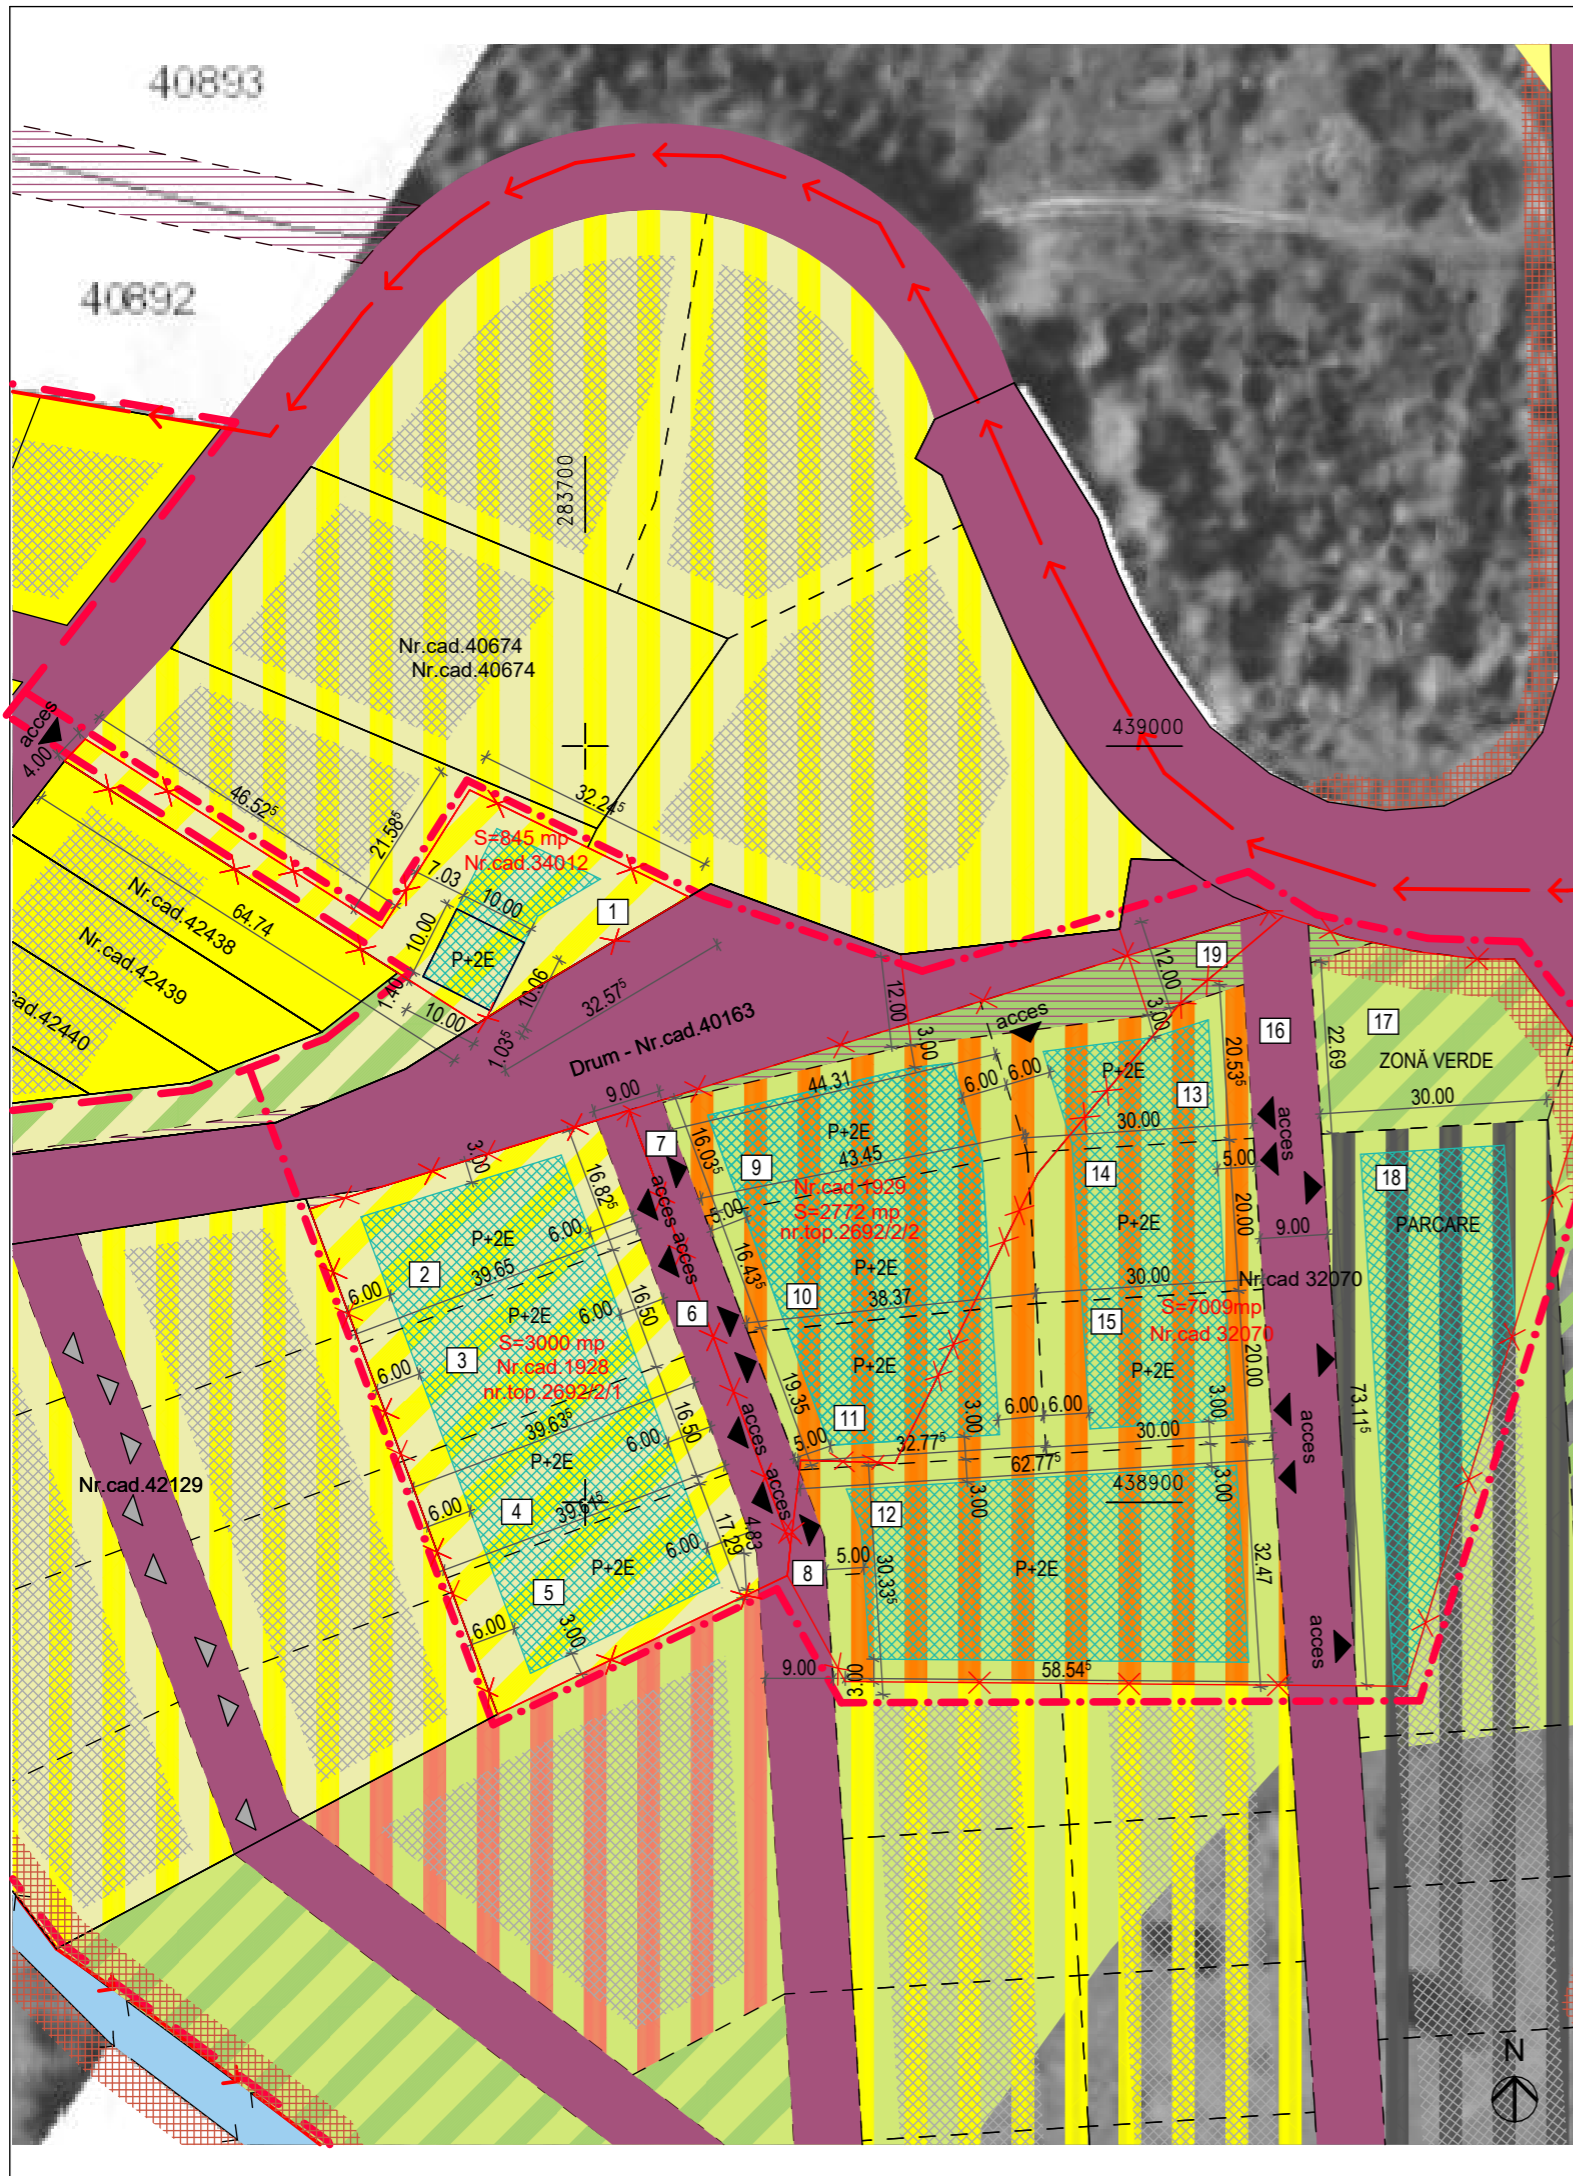 40893
40892
283700
Nr.cad.40674
Nr.cad.40674
439000
acces
4.00
46.52⁵
21.58⁵
32.24⁵
S=845 mp
Nr.cad.34012
7.03
10.00
10.00
P+2E
1
64.74
Nr.cad.42438
Nr.cad.42439
cad.42440
1.40
10.00
10.06
1.03⁵
32.57⁵
Drum - Nr.cad.40163
12.00
3.00
acces
12.00
3.00
19
16
17
22.69
ZONĂ VERDE
30.00
9.00
44.31
6.00
6.00
P+2E
20.53⁵
13
30.00
acces
3.00
7
16.03⁵
9
P+2E
43.45
14
5.00
18
16.82⁵
acces
acces
Nr.cad 1929
S=2772 mp
nr.top.2692/2/2
P+2E
20.00
9.00
PARCARE
P+2E
6.00
5.00
2
39.65
16.43⁵
P+2E
6.00
6.00
16.50
10
38.37
30.00
Nr.cad 32070
S=7009mp
Nr.cad 32070
P+2E
6
15
S=3000 mp
Nr.cad 1928
nr.top.2692/2/1
3
P+2E
P+2E
20.00
6.00
19.35
73.11⁵
39.63⁵
16.50
11
3.00
6.00
6.00
3.00
acces
6.00
acces
5.00
32.77⁵
30.00
P+2E
62.77⁵
Nr.cad.42129
438900
3.00
3.00
6.00
4
39.61⁵
acces
12
17.29
4.83
6.00
5.00
30.33⁵
P+2E
32.47
P+2E
8
5
6.00
3.00
acces
9.00
3.00
58.54⁵
N